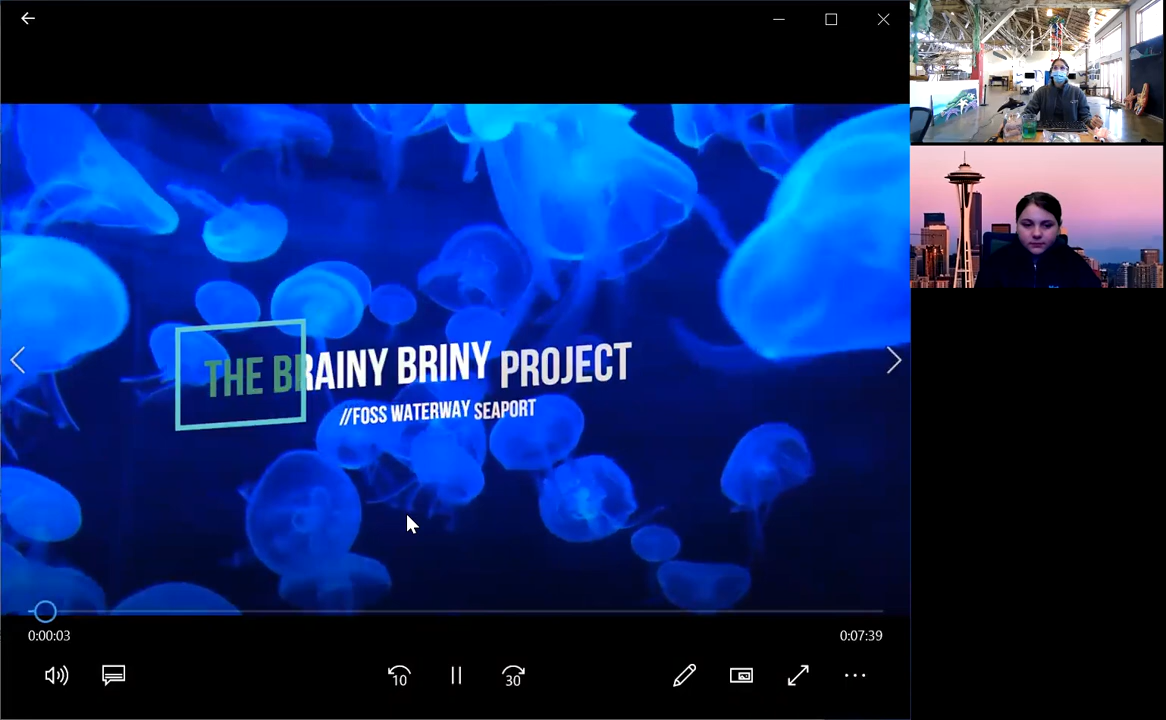 THE BRAINY BRINY PROJECT
//FOSS WATERWAY SEAPORT
0:00:03
0:07:39
10
30